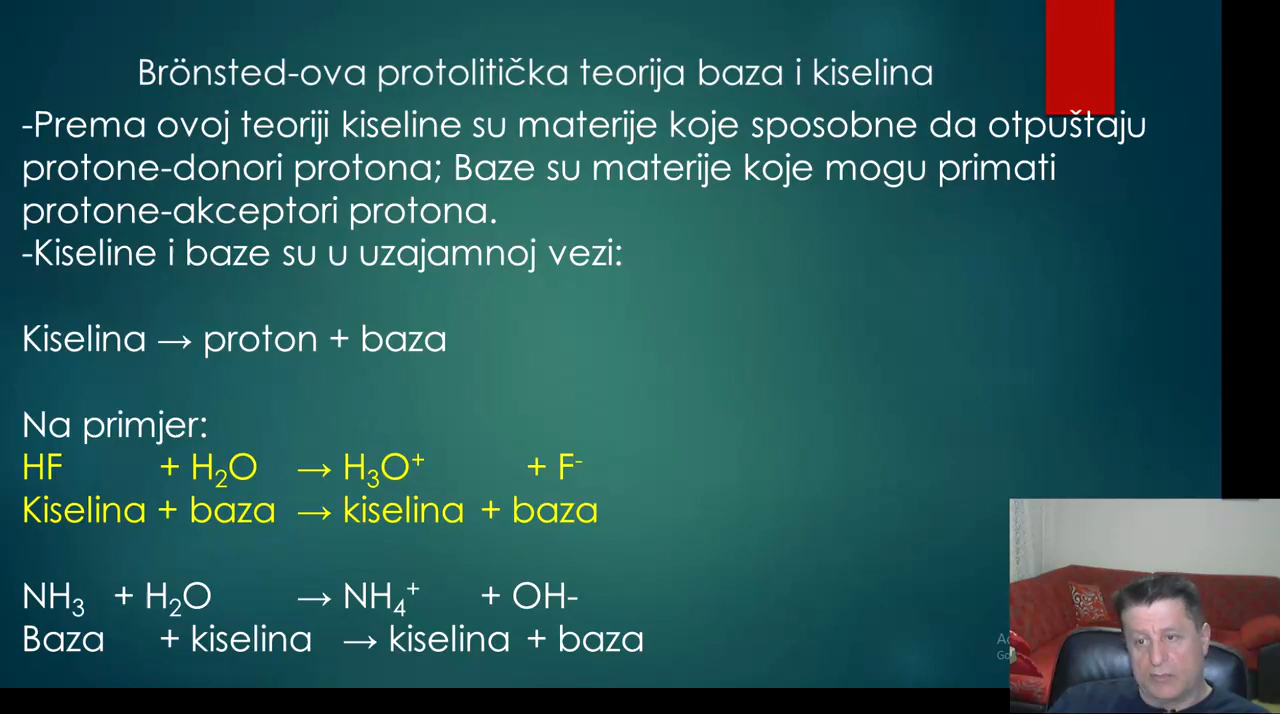 Brönsted-ova protolitička teorija baza i kiselina
-Prema ovoj teoriji kiseline su materije koje sposobne da otpuštaju
protone-donori protona; Baze su materije koje mogu primati
protone-akceptori protona.
-Kiseline i baze su u uzajamnoj vezi:
Kiselina → proton + baza
Na primjer:
HF + H₂O → H₃O⁺ + F⁻
Kiselina + baza → kiselina + baza
NH₃ + H₂O → NH₄⁺ + OH-
Baza + kiselina → kiselina + baza